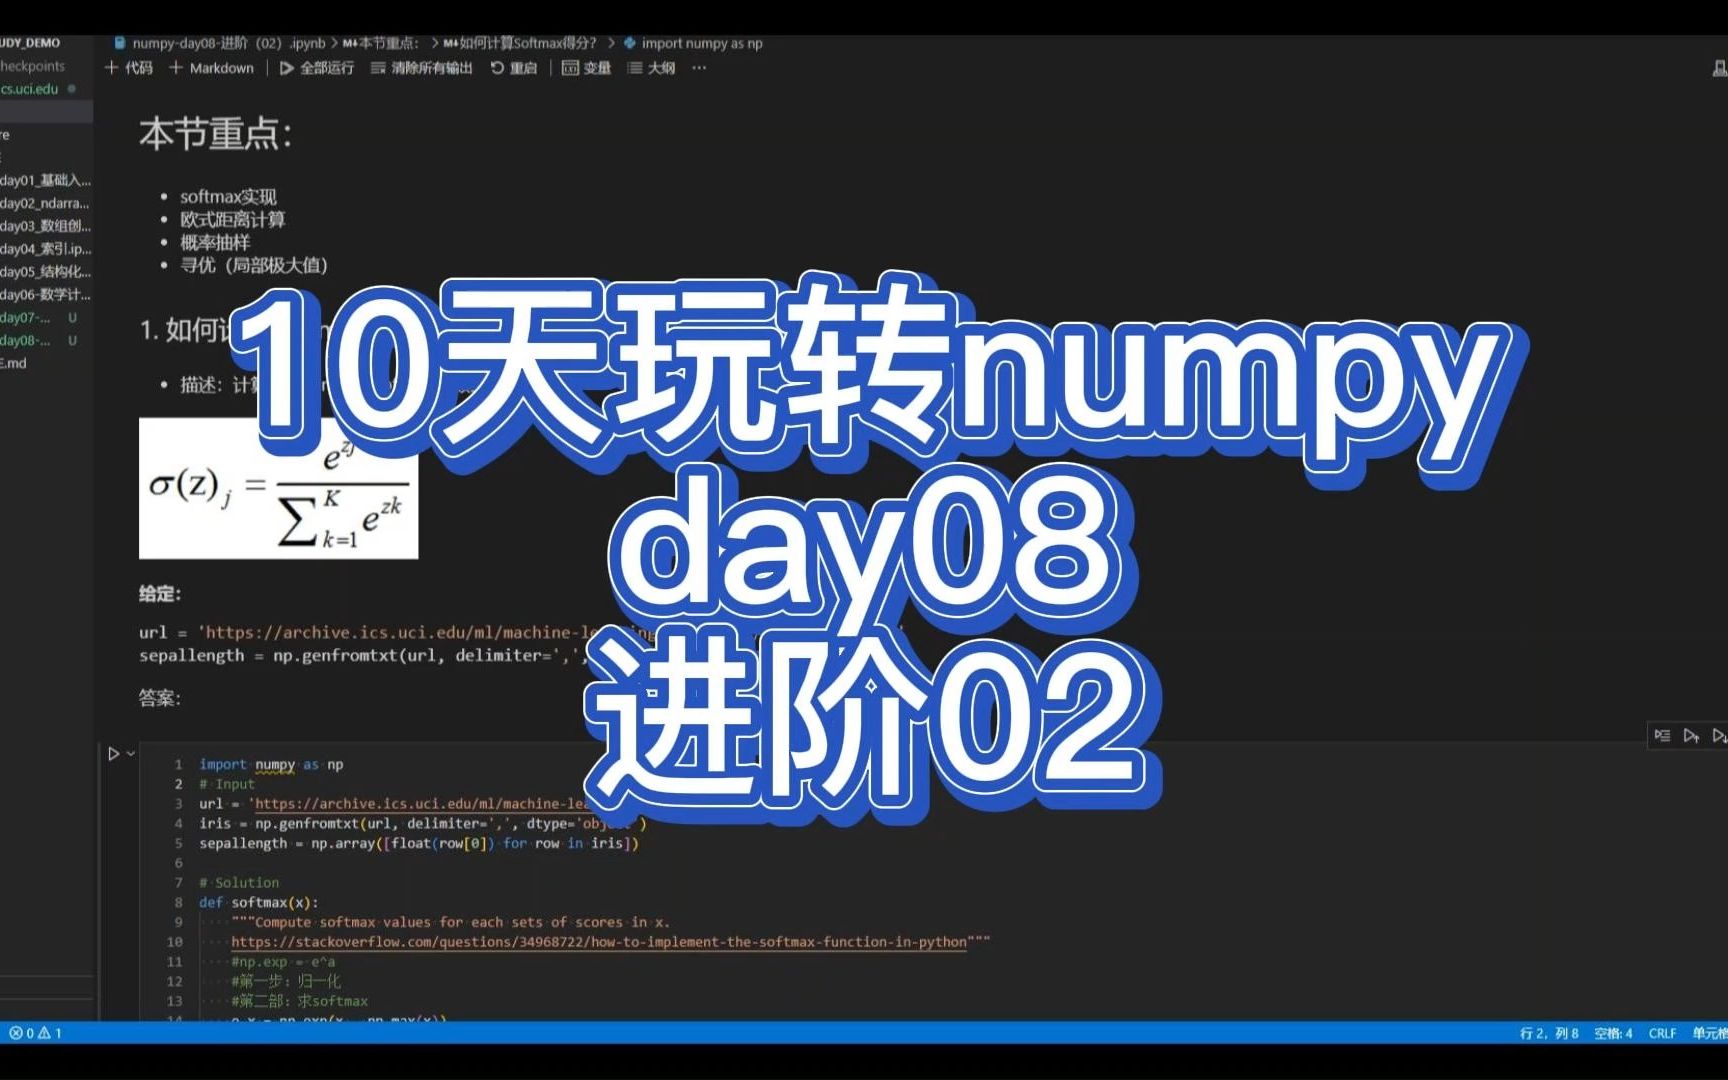 UDY_DEMO
heckpoints
cs.uci.edu
re
day01_基础入...
day02_ndarra...
day03_数组创...
day04_索引.ip...
day05_结构化...
day06-数学计...
day07-... U
day08-... U
E.md
numpy-day08-进阶（02）.ipynb > M↓本节重点： > M↓如何计算Softmax得分? > import numpy as np
+ 代码 + Markdown 全部运行 清除所有输出 重启 变量 大纲 ...
本节重点：
softmax实现
欧式距离计算
概率抽样
寻优（局部极大值）
1. 如何
描述：计
10天玩转numpy
day08
进阶02
σ(z)j = e^zj / ∑k=1^K e^zk
给定：
url = 'https://archive.ics.uci.edu/ml/machine-le
sepallength = np.genfromtxt(url, delimiter=',',
答案：
1 import numpy as np
2 # Input
3 url = 'https://archive.ics.uci.edu/ml/machine-lea
4 iris = np.genfromtxt(url, delimiter=',', dtype='obj
5 sepallength = np.array([float(row[0]) for row in iris])
6
7 # Solution
8 def softmax(x):
9 """Compute softmax values for each sets of scores in x.
10 https://stackoverflow.com/questions/34968722/how-to-implement-the-softmax-function-in-python"""
11 #np.exp = e^a
12 #第一步：归一化
13 #第二部：求softmax
14 e_x = np.exp(x - np.max(x))
0 1
行 2，列 8 空格: 4 CRLF 单元格